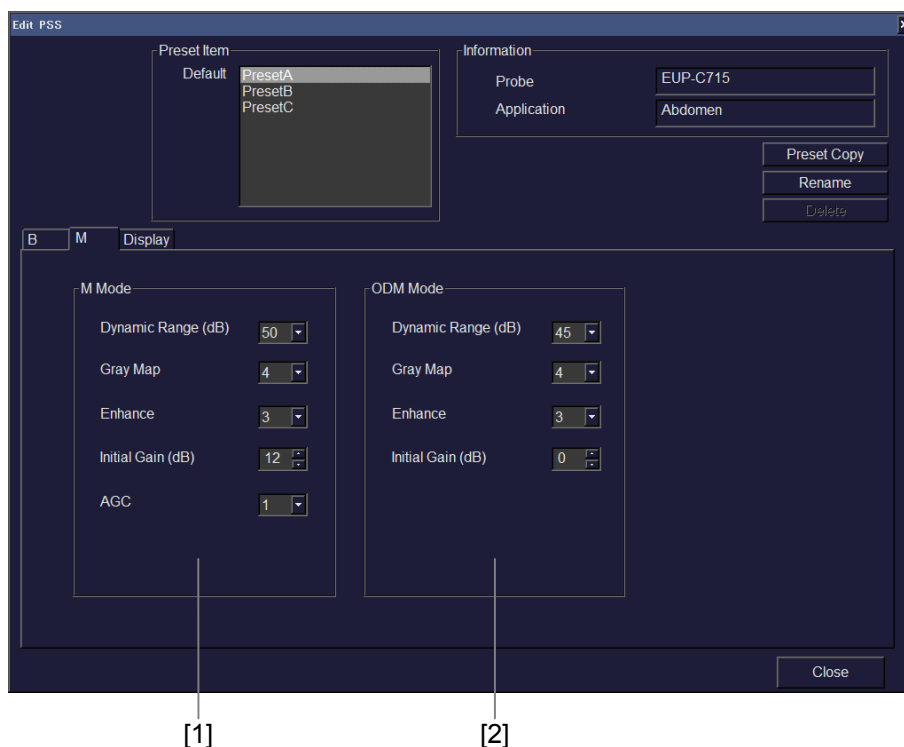 Edit PSS
Preset Item
Default
PresetA
PresetB
PresetC
Information
Probe
EUP-C715
Application
Abdomen
Preset Copy
Rename
Delete
B
M
Display
M Mode
Dynamic Range (dB)
50
Gray Map
4
Enhance
3
Initial Gain (dB)
12
AGC
1
ODM Mode
Dynamic Range (dB)
45
Gray Map
4
Enhance
3
Initial Gain (dB)
0
Close
[1]
[2]